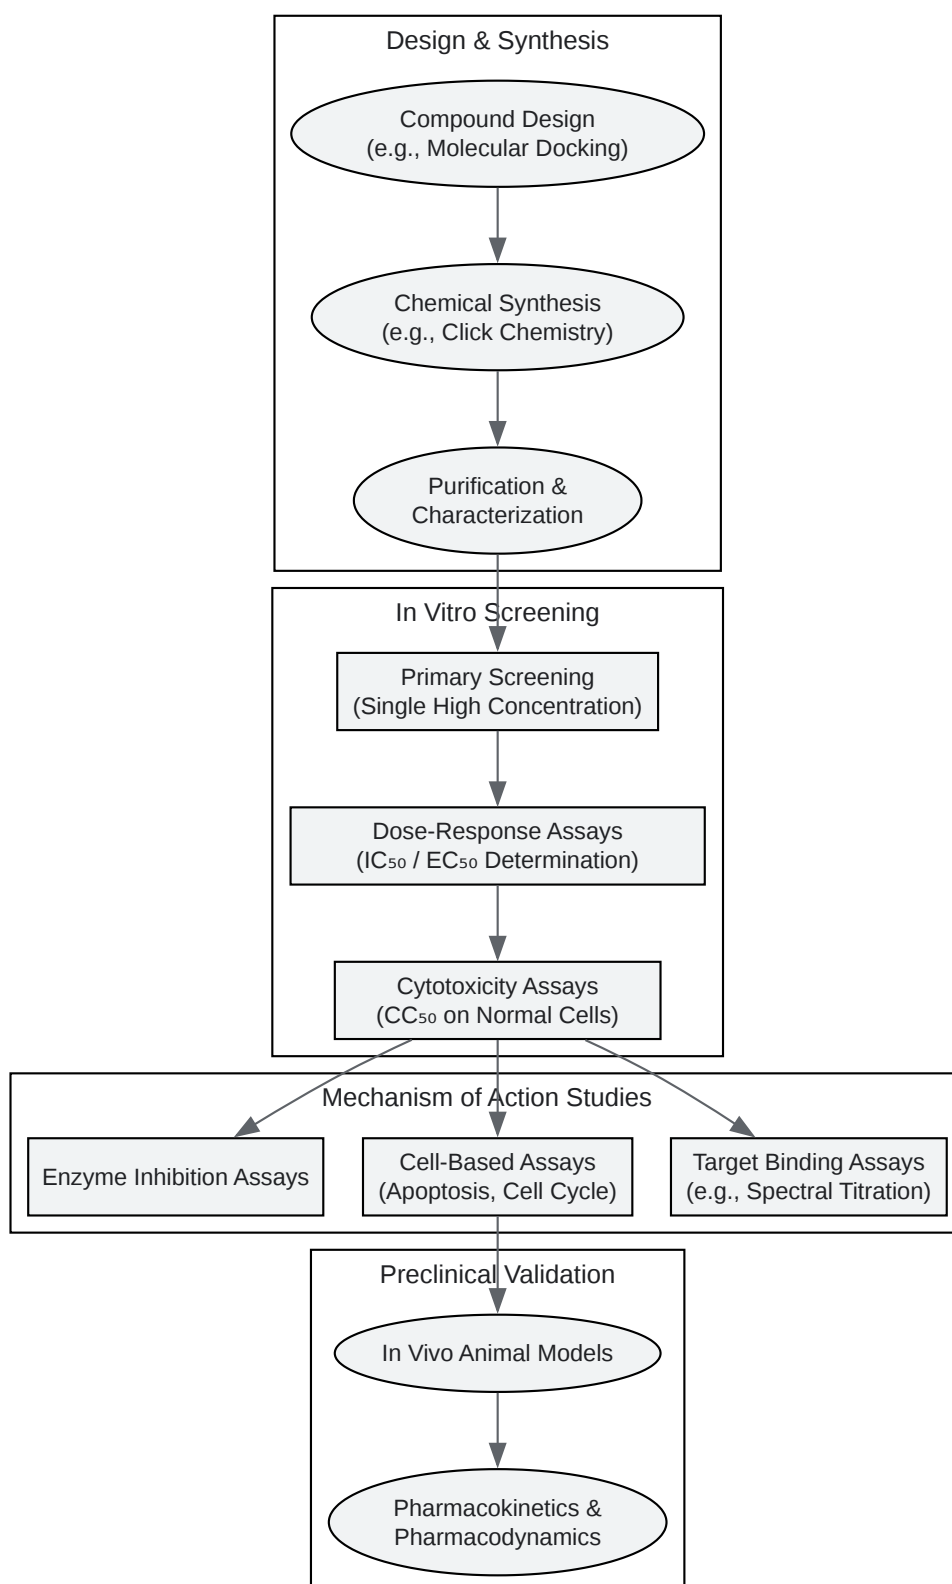 Design & Synthesis
Compound Design
(e.g., Molecular Docking)
Chemical Synthesis
(e.g., Click Chemistry)
Purification &
Characterization
In Vitro Screening
Primary Screening
(Single High Concentration)
Dose-Response Assays
(IC₅₀ / EC₅₀ Determination)
Cytotoxicity Assays
(CC₅₀ on Normal Cells)
Mechanism of Action Studies
Enzyme Inhibition Assays
Cell-Based Assays
(Apoptosis, Cell Cycle)
Target Binding Assays
(e.g., Spectral Titration)
Preclinical Validation
In Vivo Animal Models
Pharmacokinetics &
Pharmacodynamics